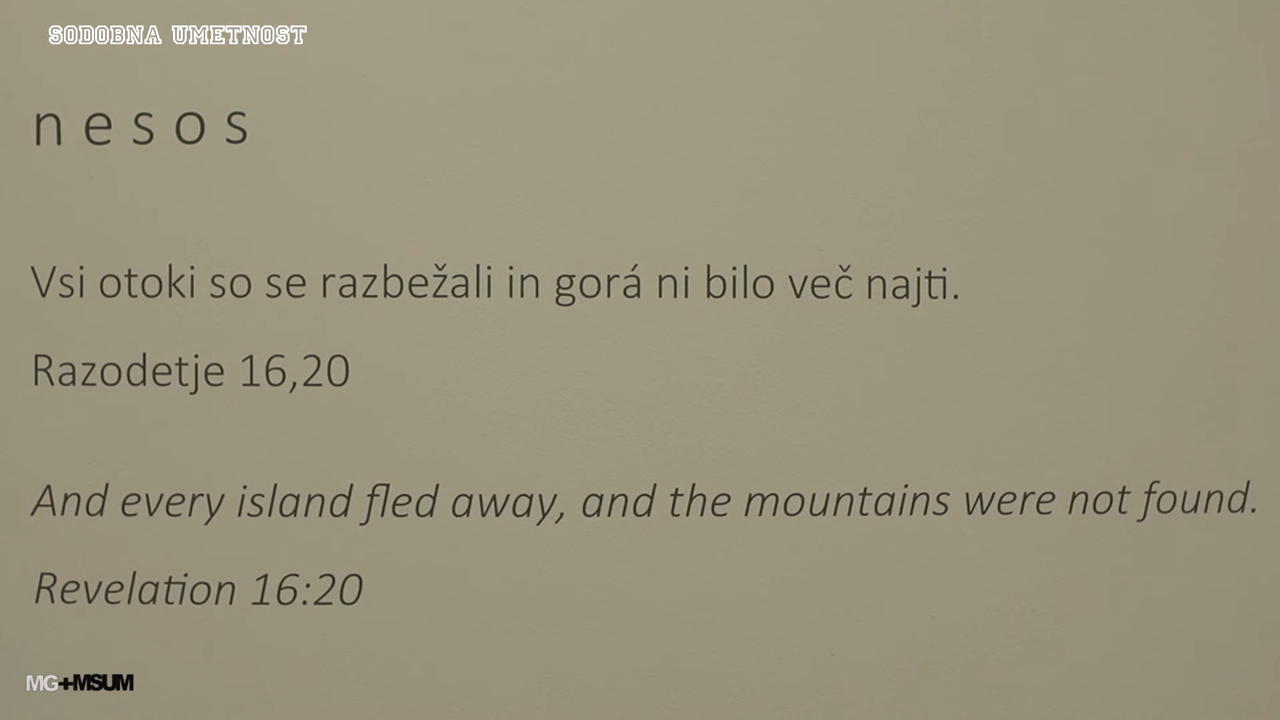 SODOBNA UMETNOST
n e s o s
Vsi otoki so se razbežali in gorá ni bilo več najti.
Razodetje 16,20
And every island fled away, and the mountains were not found.
Revelation 16:20
MG+MSUM